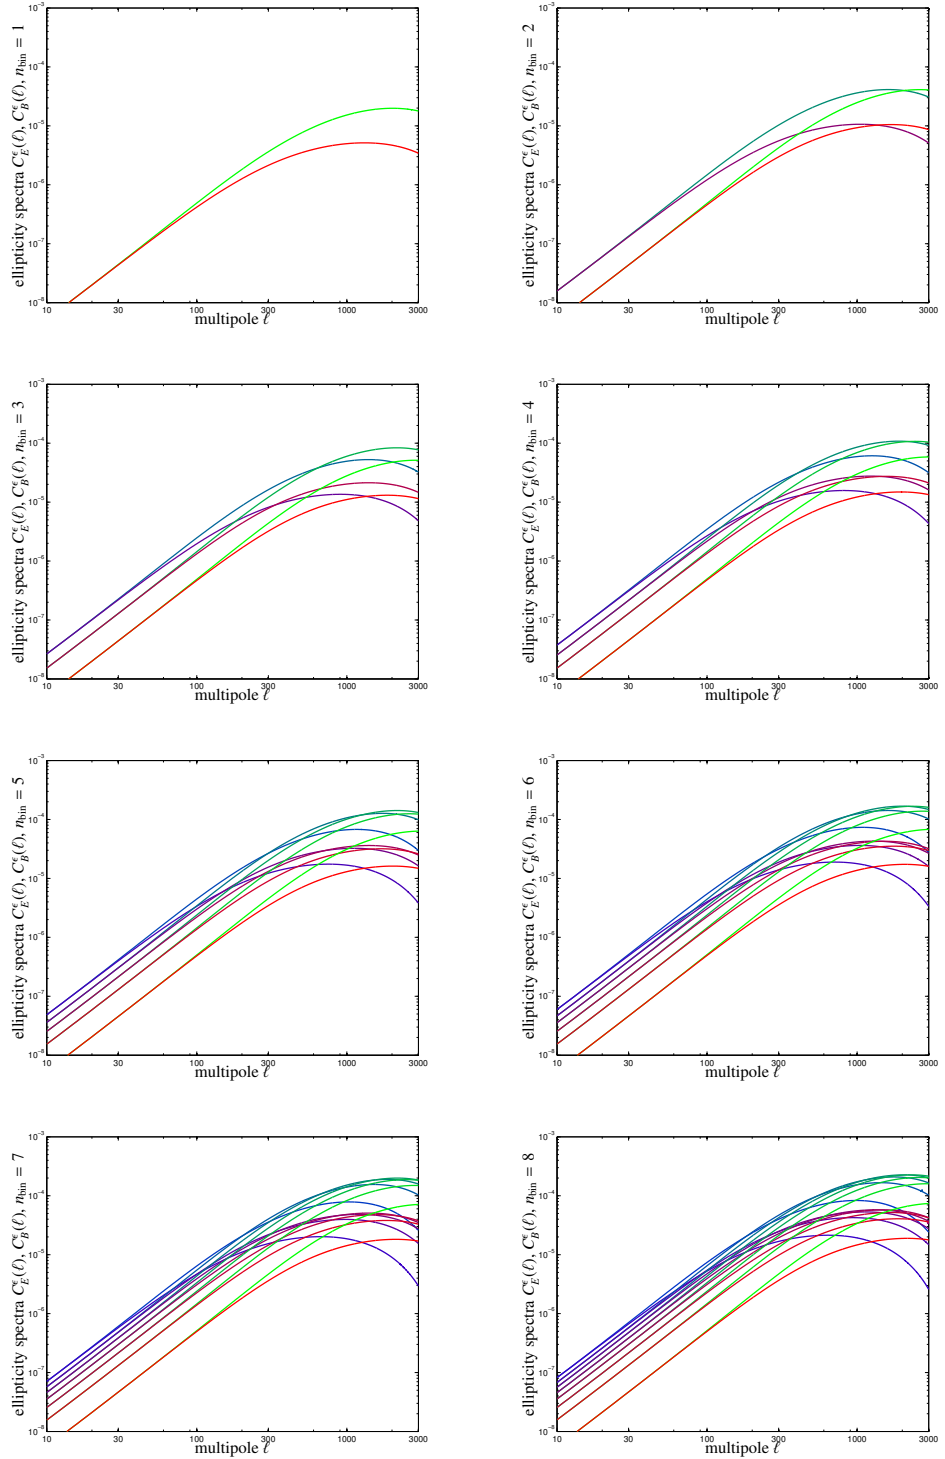 ellipticity spectra C_E^ϵ(ℓ), C_B^ϵ(ℓ), n_bin = 1
10⁻³
10⁻⁴
10⁻⁵
10⁻⁶
10⁻⁷
10⁻⁸
10 30 100 300 1000 3000
multipole ℓ
ellipticity spectra C_E^ϵ(ℓ), C_B^ϵ(ℓ), n_bin = 2
10⁻³
10⁻⁴
10⁻⁵
10⁻⁶
10⁻⁷
10⁻⁸
10 30 100 300 1000 3000
multipole ℓ
ellipticity spectra C_E^ϵ(ℓ), C_B^ϵ(ℓ), n_bin = 3
10⁻³
10⁻⁴
10⁻⁵
10⁻⁶
10⁻⁷
10⁻⁸
10 30 100 300 1000 3000
multipole ℓ
ellipticity spectra C_E^ϵ(ℓ), C_B^ϵ(ℓ), n_bin = 4
10⁻³
10⁻⁴
10⁻⁵
10⁻⁶
10⁻⁷
10⁻⁸
10 30 100 300 1000 3000
multipole ℓ
ellipticity spectra C_E^ϵ(ℓ), C_B^ϵ(ℓ), n_bin = 5
10⁻³
10⁻⁴
10⁻⁵
10⁻⁶
10⁻⁷
10⁻⁸
10 30 100 300 1000 3000
multipole ℓ
ellipticity spectra C_E^ϵ(ℓ), C_B^ϵ(ℓ), n_bin = 6
10⁻³
10⁻⁴
10⁻⁵
10⁻⁶
10⁻⁷
10⁻⁸
10 30 100 300 1000 3000
multipole ℓ
ellipticity spectra C_E^ϵ(ℓ), C_B^ϵ(ℓ), n_bin = 7
10⁻³
10⁻⁴
10⁻⁵
10⁻⁶
10⁻⁷
10⁻⁸
10 30 100 300 1000 3000
multipole ℓ
ellipticity spectra C_E^ϵ(ℓ), C_B^ϵ(ℓ), n_bin = 8
10⁻³
10⁻⁴
10⁻⁵
10⁻⁶
10⁻⁷
10⁻⁸
10 30 100 300 1000 3000
multipole ℓ